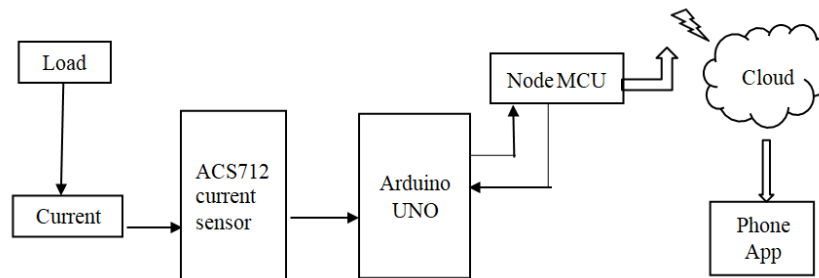 Load
Current
ACS712
current
sensor
Arduino
UNO
Node MCU
Cloud
Phone
App